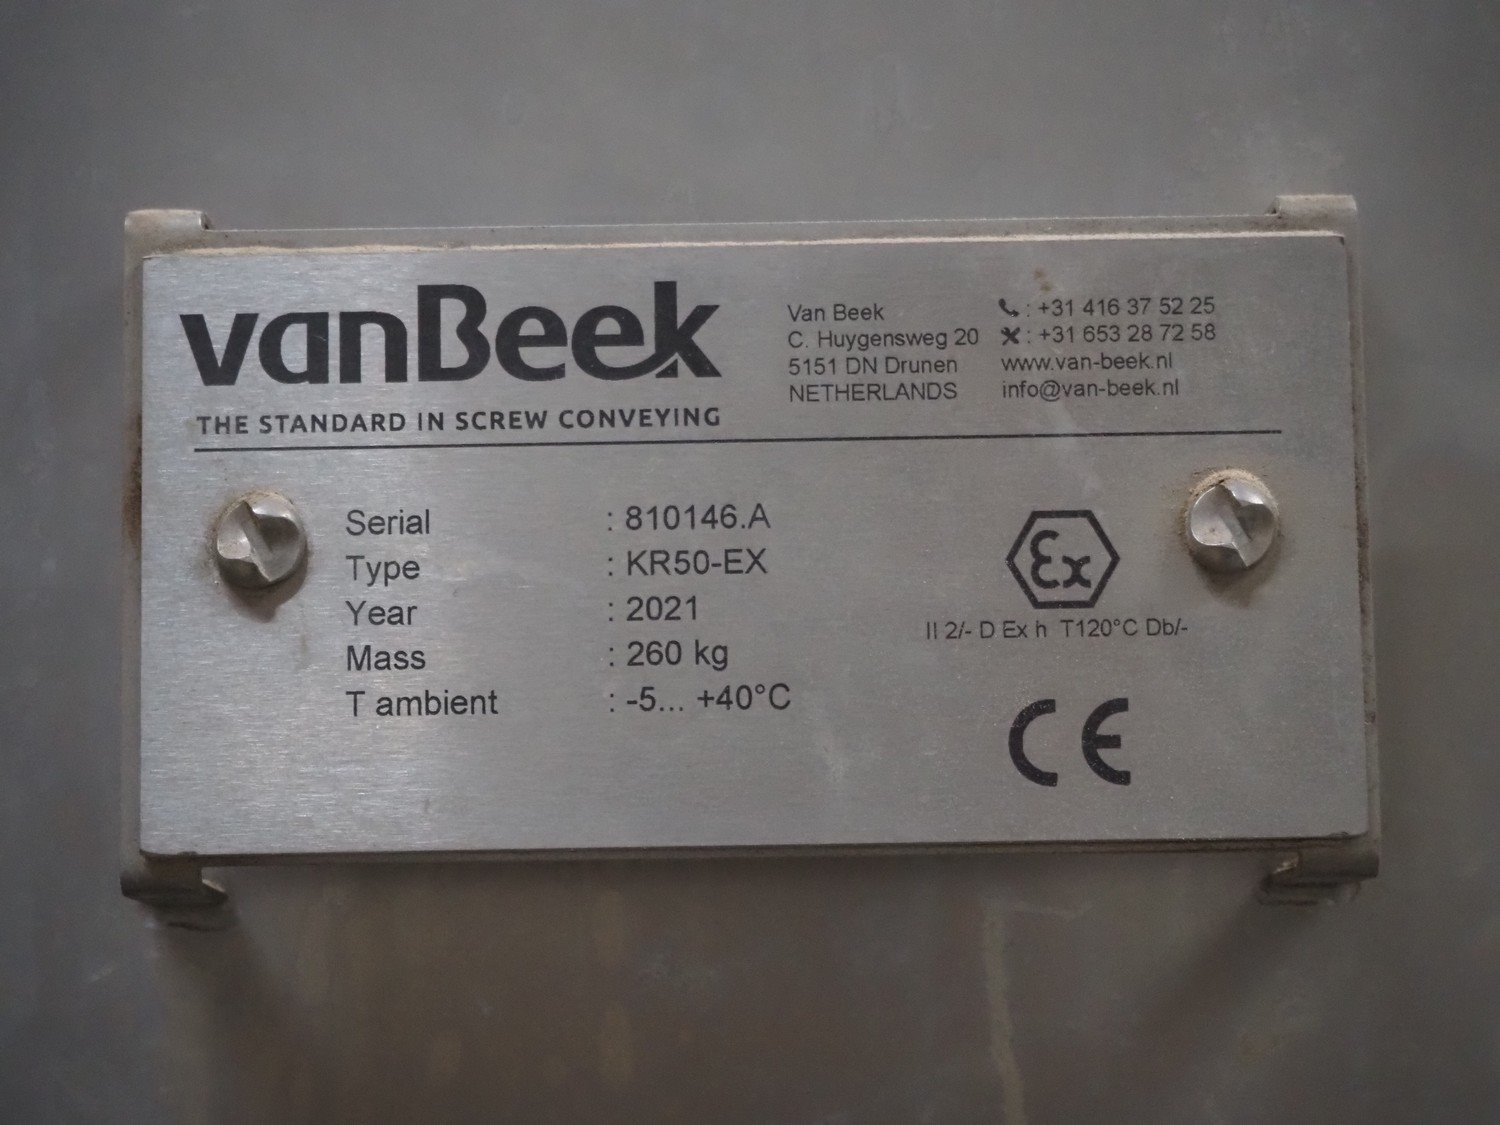 vanBeek
THE STANDARD IN SCREW CONVEYING
Van Beek
C. Huygensweg 20
5151 DN Drunen
NETHERLANDS
: +31 416 37 52 25
: +31 653 28 72 58
www.van-beek.nl
info@van-beek.nl
Serial : 810146.A
Type : KR50-EX
Year : 2021
Mass : 260 kg
T ambient : -5... +40°C
Ex
II 2/- D Ex h T120°C Db/-
CE